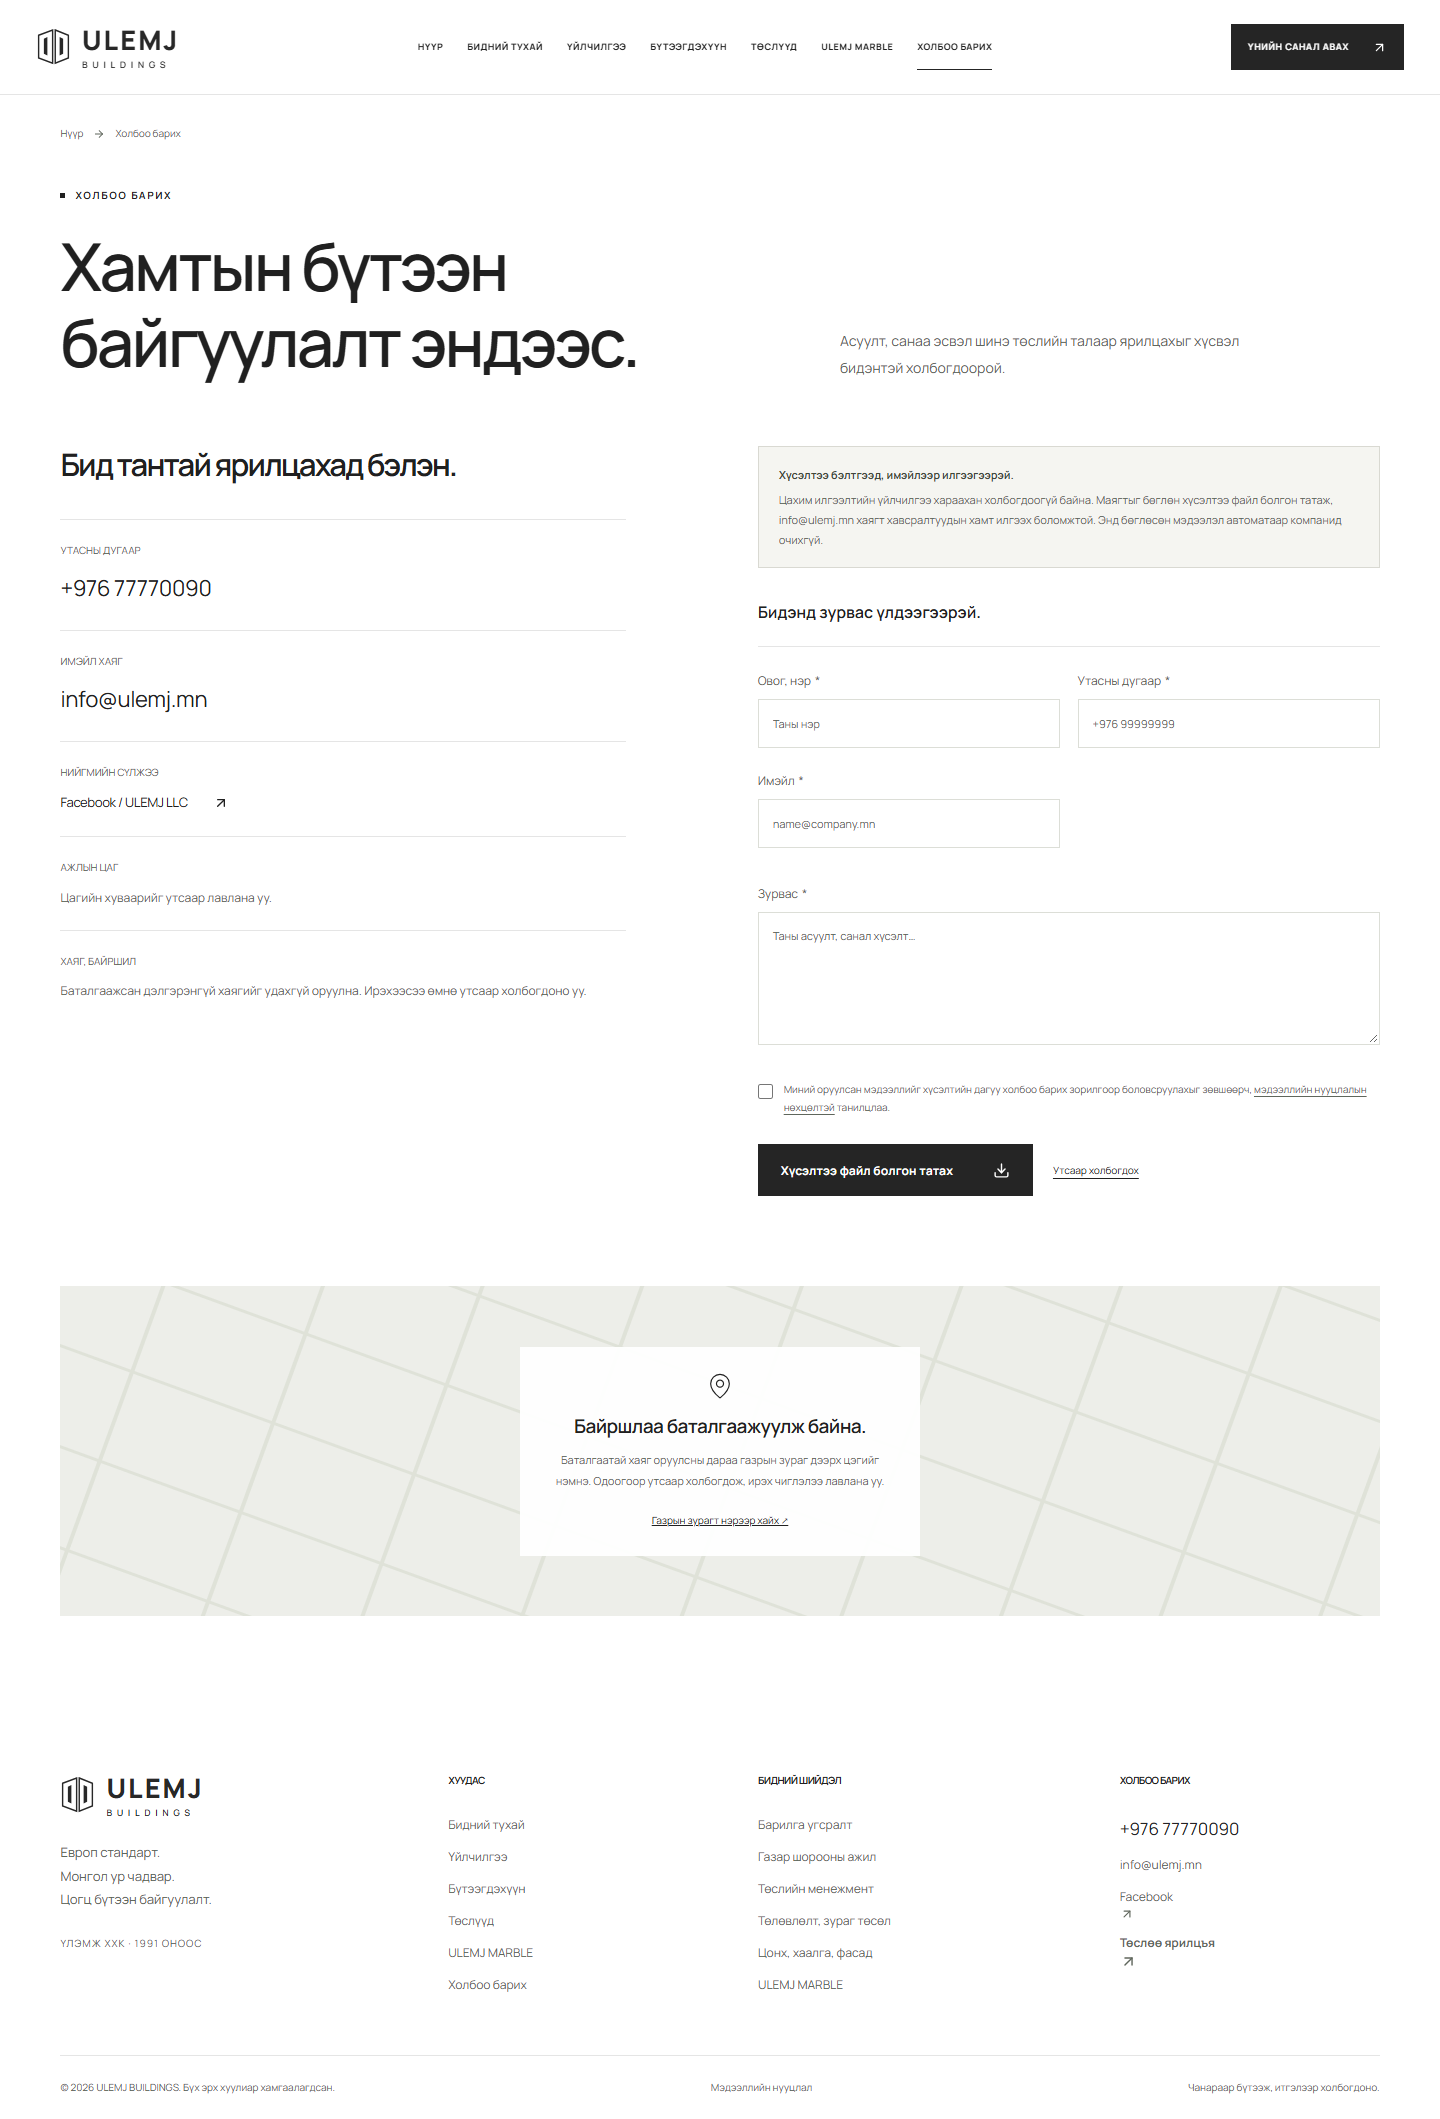 ULEMJ
BUILDINGS
НҮҮР
БИДНИЙ ТУХАЙ
ҮЙЛЧИЛГЭЭ
БҮТЭЭГДЭХҮҮН
ТӨСЛҮҮД
ULEMJ MARBLE
ХОЛБОО БАРИХ
ҮНИЙН САНАЛ АВАХ
Нүүр → Холбоо барих
ХОЛБОО БАРИХ
Хамтын бүтээн
байгуулалт эндээс.
Асуулт, санаа эсвэл шинэ төслийн талаар ярилцахыг хүсвэл
бидэнтэй холбогдоорой.
Бид тантай ярилцахад бэлэн.
УТАСНЫ ДУГААР
+976 77770090
ИМЭЙЛ ХАЯГ
info@ulemj.mn
НИЙГМИЙН СҮЛЖЭЭ
Facebook / ULEMJ LLC
АЖЛЫН ЦАГ
Цагийн хуваарийг утсаар лавлана уу.
ХАЯГ, БАЙРШИЛ
Баталгаажсан дэлгэрэнгүй хаягийг удахгүй оруулна. Ирэхээсээ өмнө утсаар холбогдоно уу.
Хүсэлтээ бэлтгээд, имэйлээр илгээгээрэй.
Цахим илгээлтийн үйлчилгээ хараахан холбогдоогүй байна. Маягтыг бөглөн хүсэлтээ файл болгон татаж,
info@ulemj.mn хаягт хавсралтуудын хамт илгээх боломжтой. Энд бөглөсөн мэдээлэл автоматаар компанид
очихгүй.
Бидэнд зурвас үлдээгээрэй.
Овог, нэр *
Утасны дугаар *
Таны нэр
+976 99999999
Имэйл *
name@company.mn
Зурвас *
Таны асуулт, санал хүсэлт...
Миний оруулсан мэдээллийг хүсэлтийн дагуу холбоо барих зорилгоор боловсруулахыг зөвшөөрч, мэдээллийн нууцлалын
нөхцөлтэй танилцлаа.
Хүсэлтээ файл болгон татах
Утсаар холбогдох
Байршлаа баталгаажуулж байна.
Баталгаатай хаяг оруулсны дараа газрын зураг дээрх цэгийг
нэмнэ. Одоогоор утсаар холбогдож, ирэх чиглэлээ лавлана уу.
Газрын зурагт нэрээр хайх ↗
ULEMJ
BUILDINGS
Европ стандарт.
Монгол ур чадвар.
Цогц бүтээн байгуулалт.
ҮЛЭМЖ ХХК · 1991 ОНООС
ХУУДАС
Бидний тухай
Үйлчилгээ
Бүтээгдэхүүн
Төслүүд
ULEMJ MARBLE
Холбоо барих
БИДНИЙ ШИЙДЭЛ
Барилга угсралт
Газар шорооны ажил
Төслийн менежмент
Төлөвлөлт, зураг төсөл
Цонх, хаалга, фасад
ULEMJ MARBLE
ХОЛБОО БАРИХ
+976 77770090
info@ulemj.mn
Facebook
Төслөө ярилцъя
© 2026 ULEMJ BUILDINGS. Бүх эрх хуулиар хамгаалагдсан.
Мэдээллийн нууцлал
Чанараар бүтээж, итгэлээр холбогдоно.